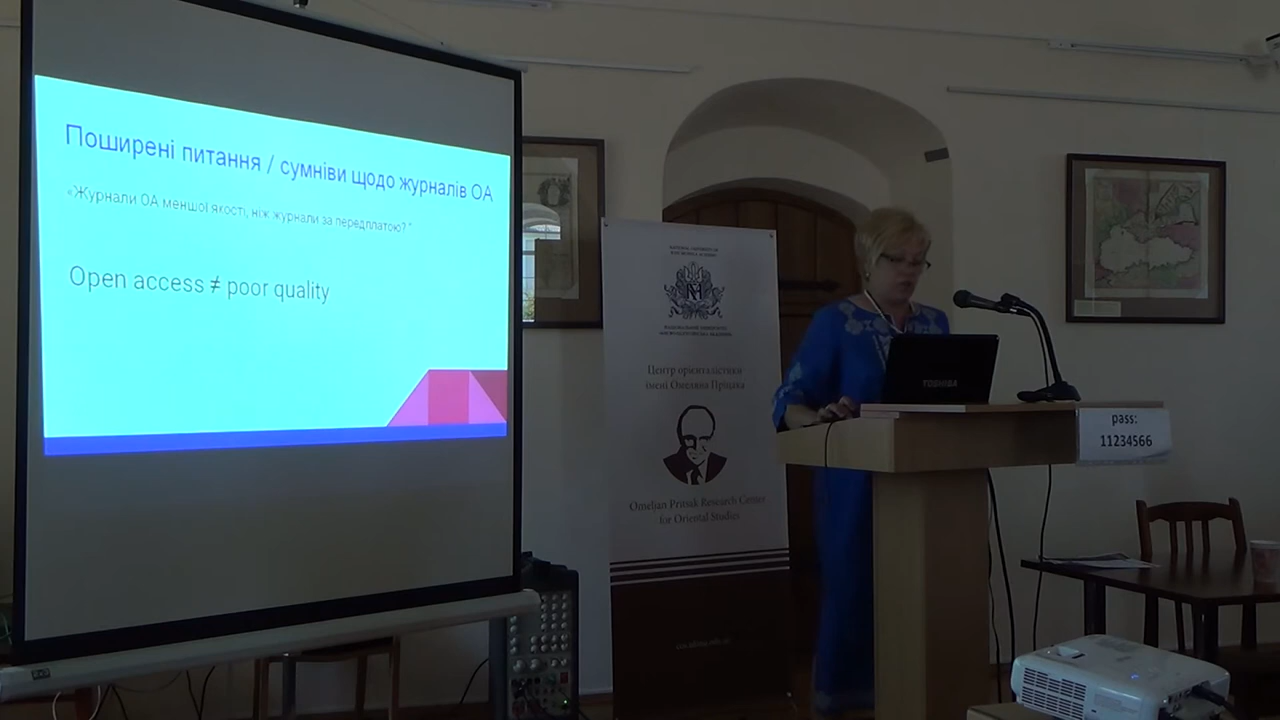 Поширені питання / сумніви щодо журналів ОА
«Журнали ОА меншої якості, ніж журнали за передплатою? "
Open access ≠ poor quality
Центр орієнталістики
імені Омеляна Пріцака
Omeljan Pritsak Research Center
for Oriental Studies
TOSHIBA
pass:
11234566